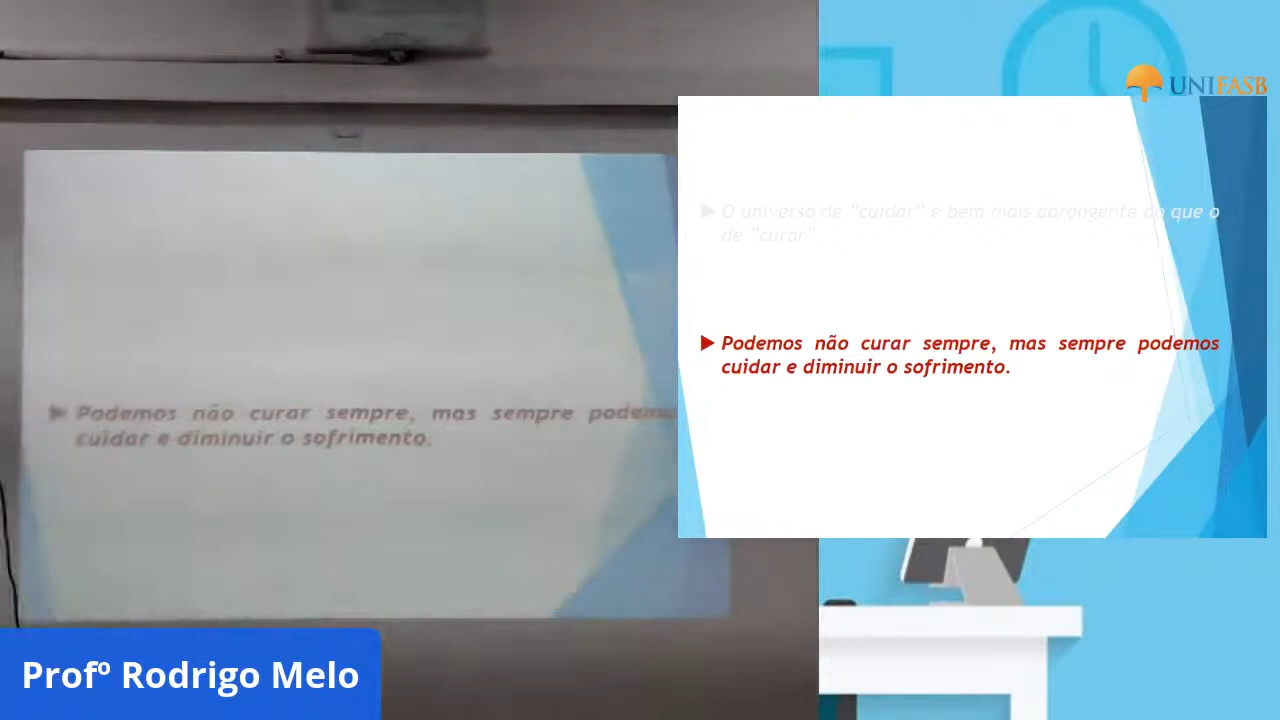 UNIFASB
O universo de "cuidar" é bem mais abrangente do que o
de "curar"
Podemos não curar sempre, mas sempre podemos
cuidar e diminuir o sofrimento.
Podemos não curar sempre, mas sempre podemos
cuidar e diminuir o sofrimento.
Profº Rodrigo Melo